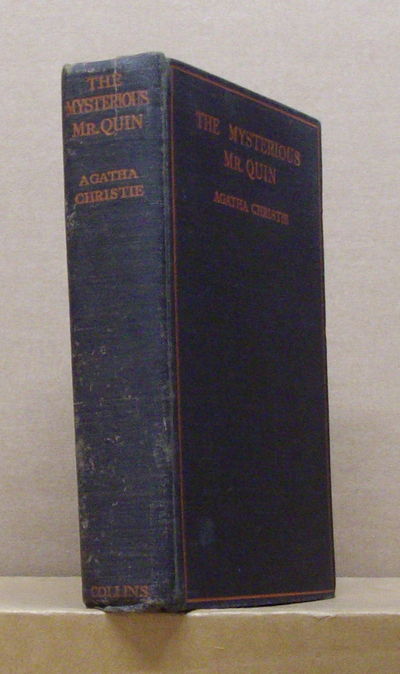 THE
MYSTERIOUS
MR. QUIN
AGATHA
CHRISTIE
COLLINS
THE MYSTERIOUS
MR. QUIN
AGATHA CHRISTIE